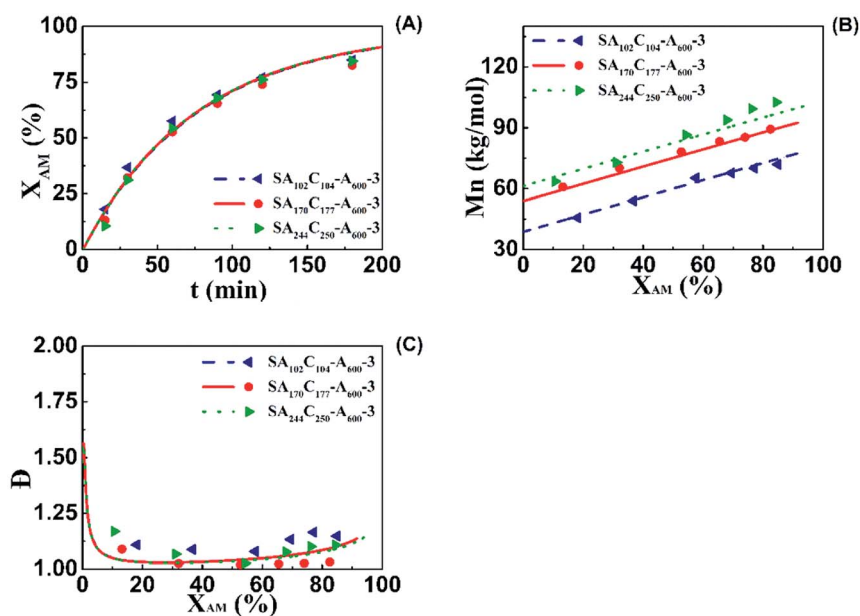 (A)
100
75
50
25
0
X_AM (%)
SA₁₀₂C₁₀₄-A₆₀₀-3
SA₁₇₀C₁₇₇-A₆₀₀-3
SA₂₄₄C₂₅₀-A₆₀₀-3
0 50 100 150 200
t (min)
(B)
120
90
60
30
Mn (kg/mol)
SA₁₀₂C₁₀₄-A₆₀₀-3
SA₁₇₀C₁₇₇-A₆₀₀-3
SA₂₄₄C₂₅₀-A₆₀₀-3
0 20 40 60 80 100
X_AM (%)
(C)
2.00
1.75
1.50
1.25
1.00
Đ
SA₁₀₂C₁₀₄-A₆₀₀-3
SA₁₇₀C₁₇₇-A₆₀₀-3
SA₂₄₄C₂₅₀-A₆₀₀-3
0 20 40 60 80 100
X_AM (%)